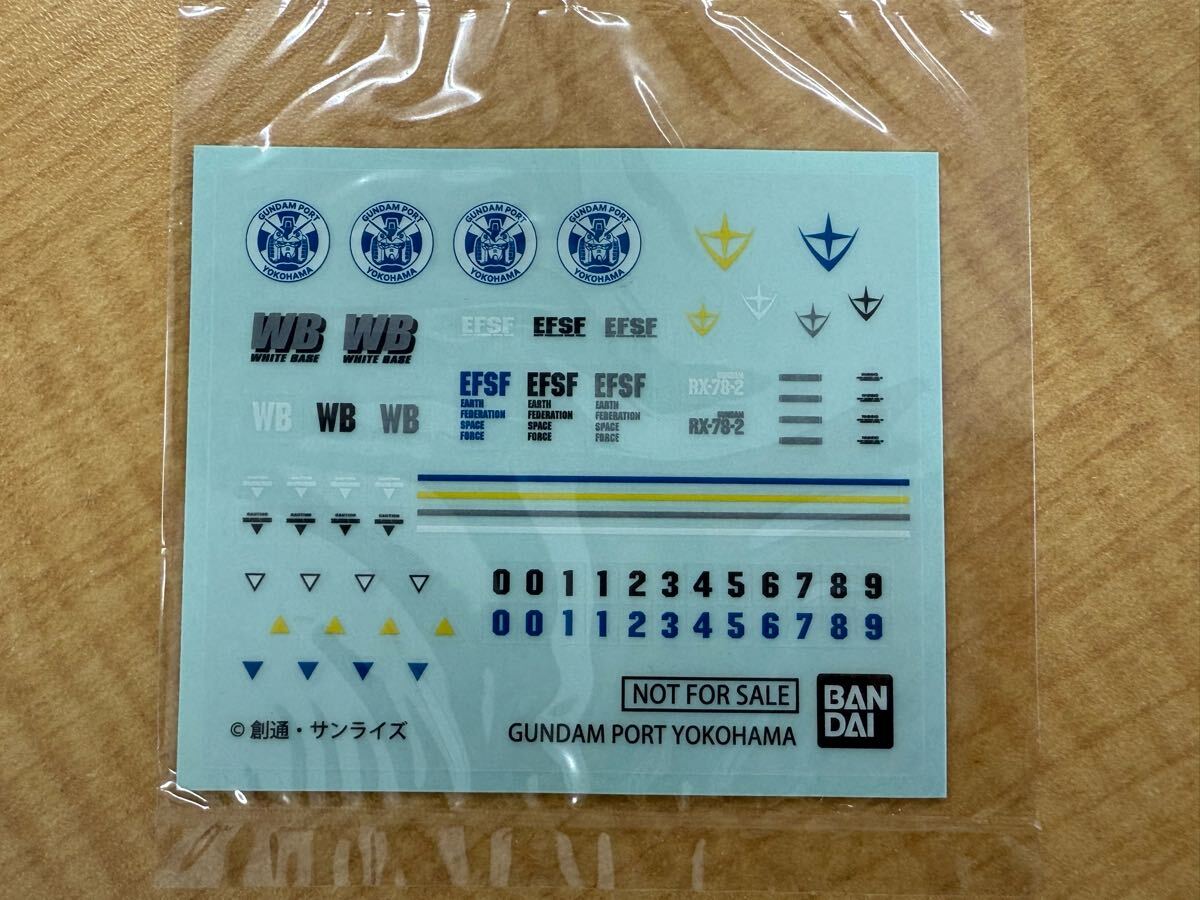 GUNDAM PORT YOKOHAMA
GUNDAM PORT YOKOHAMA
GUNDAM PORT YOKOHAMA
GUNDAM PORT YOKOHAMA
WB WB
WHITE BASE WHITE BASE
EFSF EFSF EFSF
WB WB WB
EFSF EFSF EFSF
EARTH EARTH EARTH
FEDERATION FEDERATION FEDERATION
SPACE SPACE SPACE
FORCE FORCE FORCE
GUNDAM
RX-78-2
GUNDAM
RX-78-2
CAUTION CAUTION CAUTION CAUTION
0 0 1 1 2 3 4 5 6 7 8 9
0 0 1 1 2 3 4 5 6 7 8 9
NOT FOR SALE
© 創通・サンライズ
GUNDAM PORT YOKOHAMA
BAN
DAI